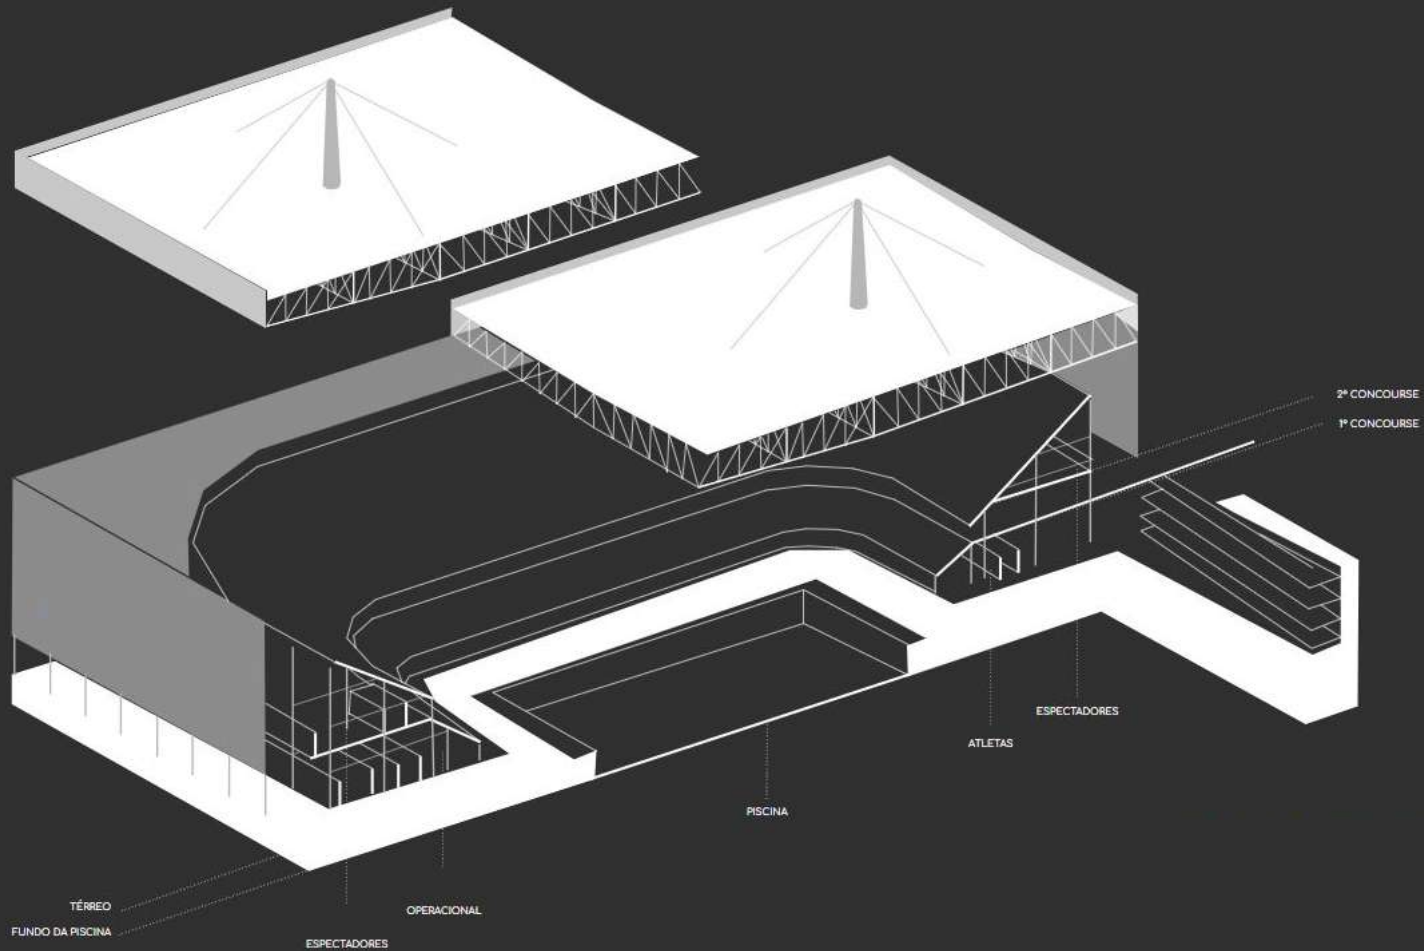 2º CONCOURSE
1º CONCOURSE
ESPECTADORES
ATLETAS
PISCINA
TÉRREO
OPERACIONAL
FUNDO DA PISCINA
ESPECTADORES